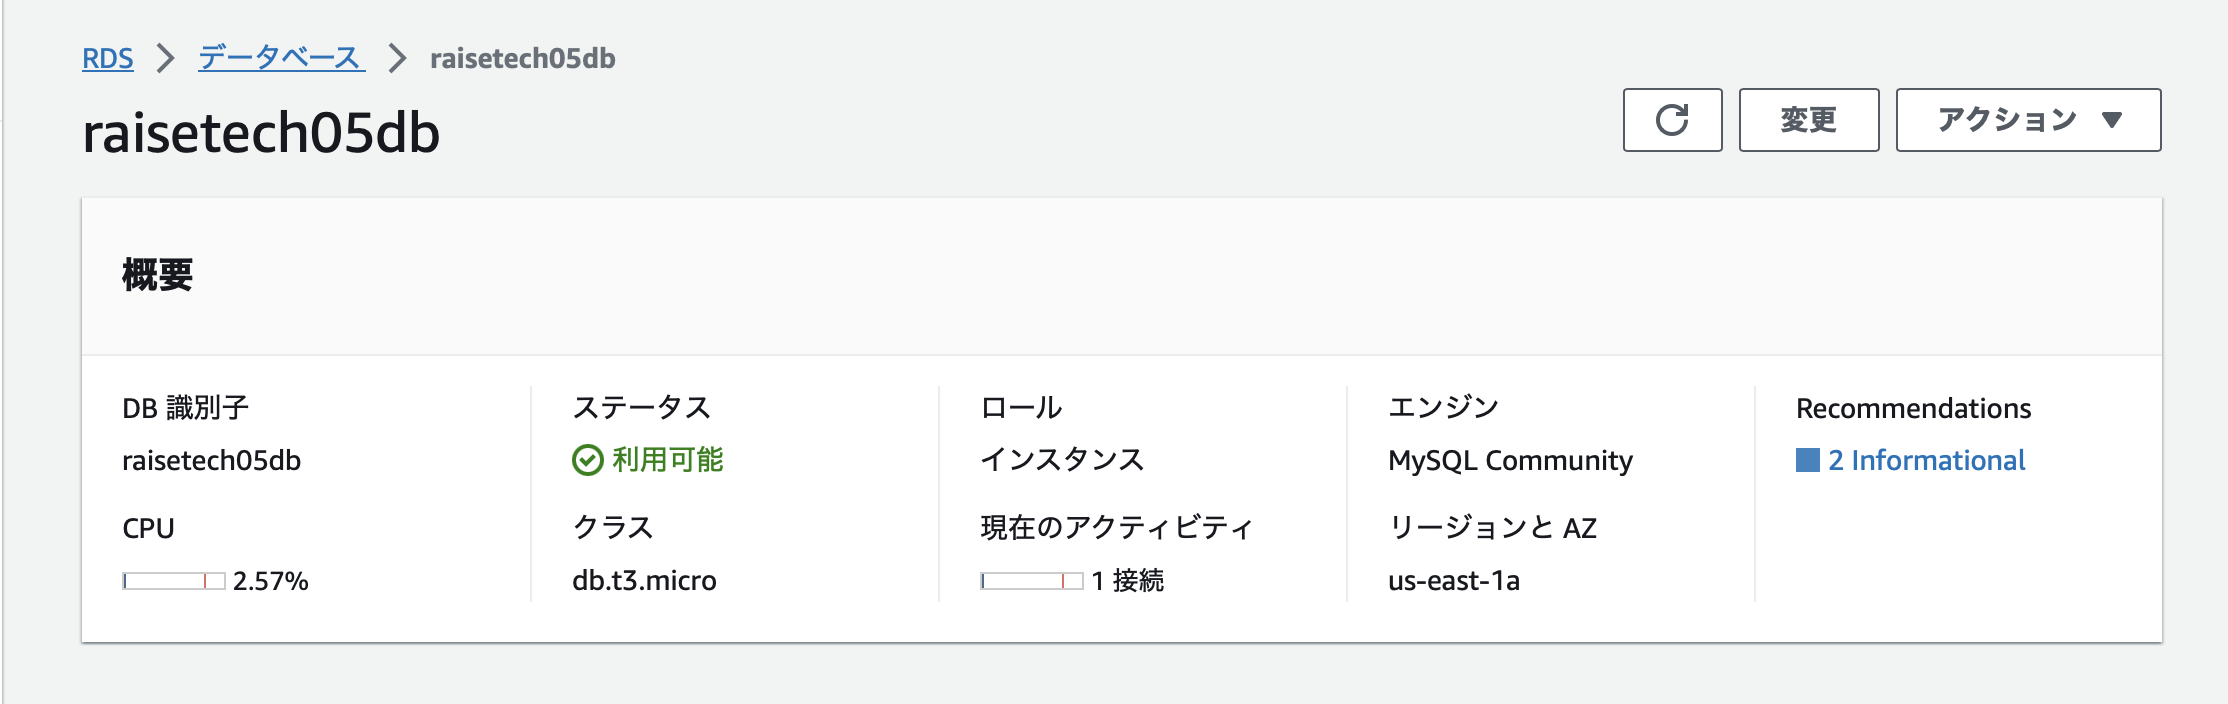 RDS > データベース > raisetech05db
raisetech05db
変更
アクション ▼
概要
DB 識別子
raisetech05db
CPU
2.57%
ステータス
利用可能
クラス
db.t3.micro
ロール
インスタンス
現在のアクティビティ
1 接続
エンジン
MySQL Community
リージョンと AZ
us-east-1a
Recommendations
2 Informational